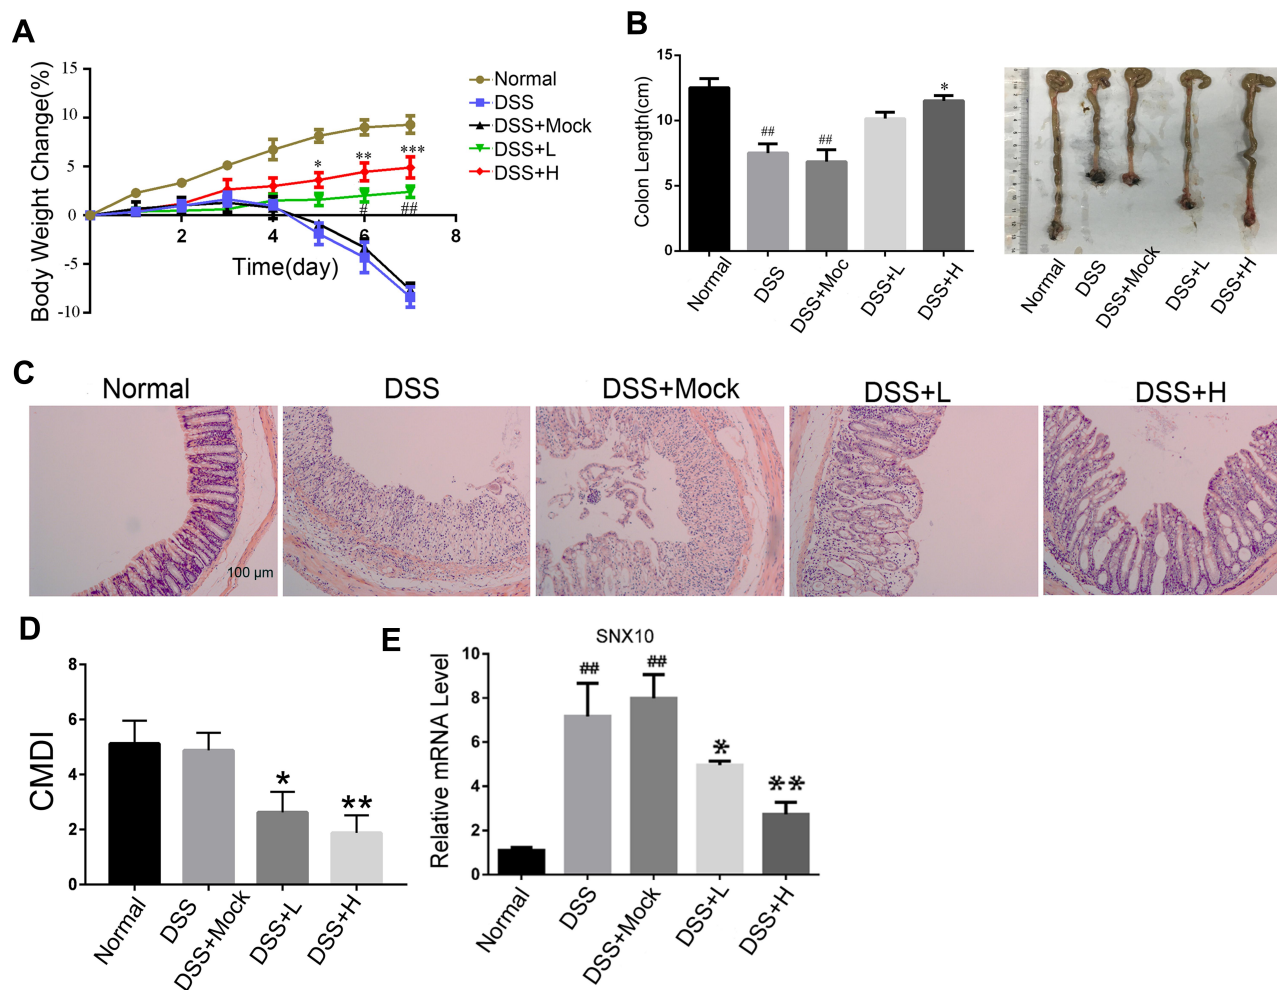 A
15
10
5
0
-5
-10
Body Weight Change(%)
2
4
6
8
Time(day)
*
**
***
#
##
Normal
DSS
DSS+Mock
DSS+L
DSS+H
B
15
10
5
0
Colon Length(cm)
##
##
*
Normal
DSS
DSS+Moc
DSS+L
DSS+H
Normal
DSS
DSS+Mock
DSS+L
DSS+H
C
Normal
DSS
DSS+Mock
DSS+L
DSS+H
100 µm
D
8
6
4
2
0
CMDI
*
**
Normal
DSS
DSS+Mock
DSS+L
DSS+H
E
SNX10
10
8
6
4
2
0
Relative mRNA Level
##
##
*
**
Normal
DSS
DSS+Mock
DSS+L
DSS+H